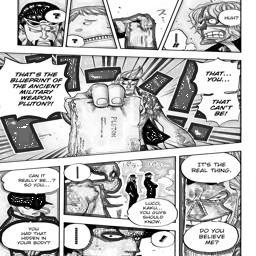 HUH?
?
!
!!
THAT...
YOU...
THAT
CAN'T
BE!
THAT'S THE
BLUEPRINT OF
THE ANCIENT
MILITARY
WEAPON
PLUTON?!
PLUTON
IT'S THE
REAL THING.
DO YOU
BELIEVE
ME?
LUCCI,
KAKU...
YOU GUYS
SHOULD
KNOW.
!!
CAN IT
REALLY BE...?
SO YOU...
YOU HAD
THAT HIDDEN
IN YOUR BODY?